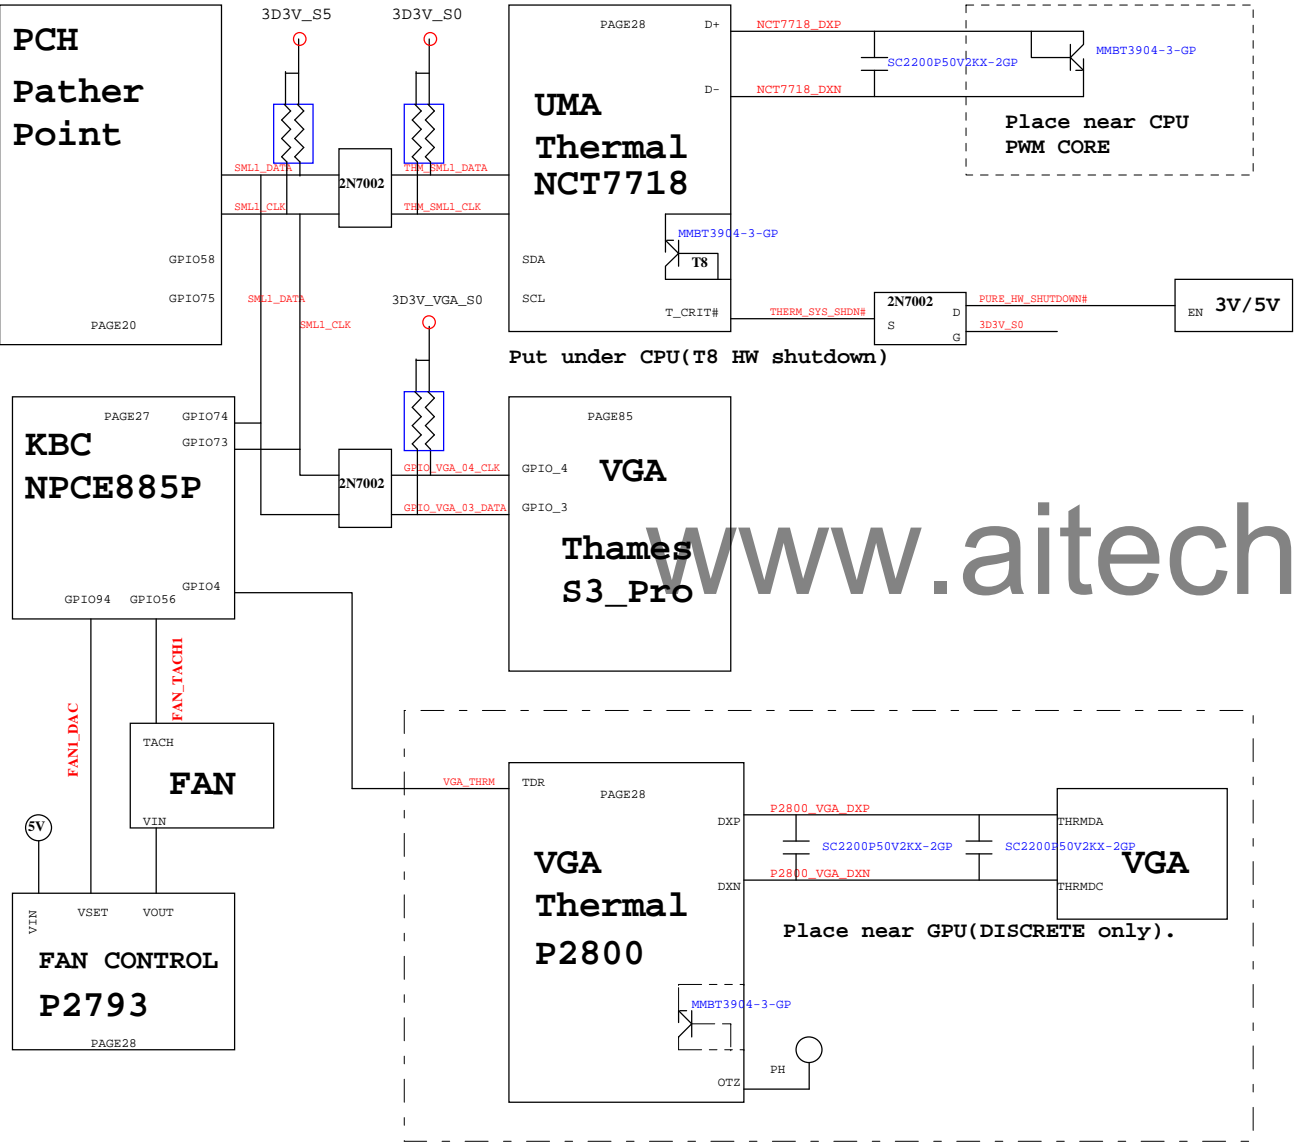 PCH
Pather
Point
GPIO58
GPIO75
PAGE20
3D3V_S5
3D3V_S0
SML1_DATA
SML1_CLK
2N7002
THM_SML1_DATA
THM_SML1_CLK
SML1_DATA
SML1_CLK
PAGE28
D+
D-
UMA
Thermal
NCT7718
MMBT3904-3-GP
T8
SDA
SCL
T_CRIT#
NCT7718_DXP
SC2200P50V2KX-2GP
NCT7718_DXN
MMBT3904-3-GP
Place near CPU
PWM CORE
THERM_SYS_SHDN#
2N7002
S
D
G
PURE_HW_SHUTDOWN#
3D3V_S0
EN
3V/5V
Put under CPU(T8 HW shutdown)
3D3V_VGA_S0
PAGE27
GPIO74
GPIO73
KBC
NPCE885P
GPIO4
GPIO94
GPIO56
2N7002
GPIO_VGA_04_CLK
GPIO_VGA_03_DATA
PAGE85
GPIO_4
VGA
GPIO_3
Thames
S3_Pro
www.aitech
FAN1_DAC
FAN_TACH1
TACH
FAN
VIN
5V
VIN
VSET
VOUT
FAN CONTROL
P2793
PAGE28
VGA_THRM
TDR
PAGE28
DXP
VGA
DXN
Thermal
P2800
MMBT3904-3-GP
OTZ
PH
P2800_VGA_DXP
SC2200P50V2KX-2GP
SC2200P50V2KX-2GP
P2800_VGA_DXN
THRMDA
VGA
THRMDC
Place near GPU(DISCRETE only).